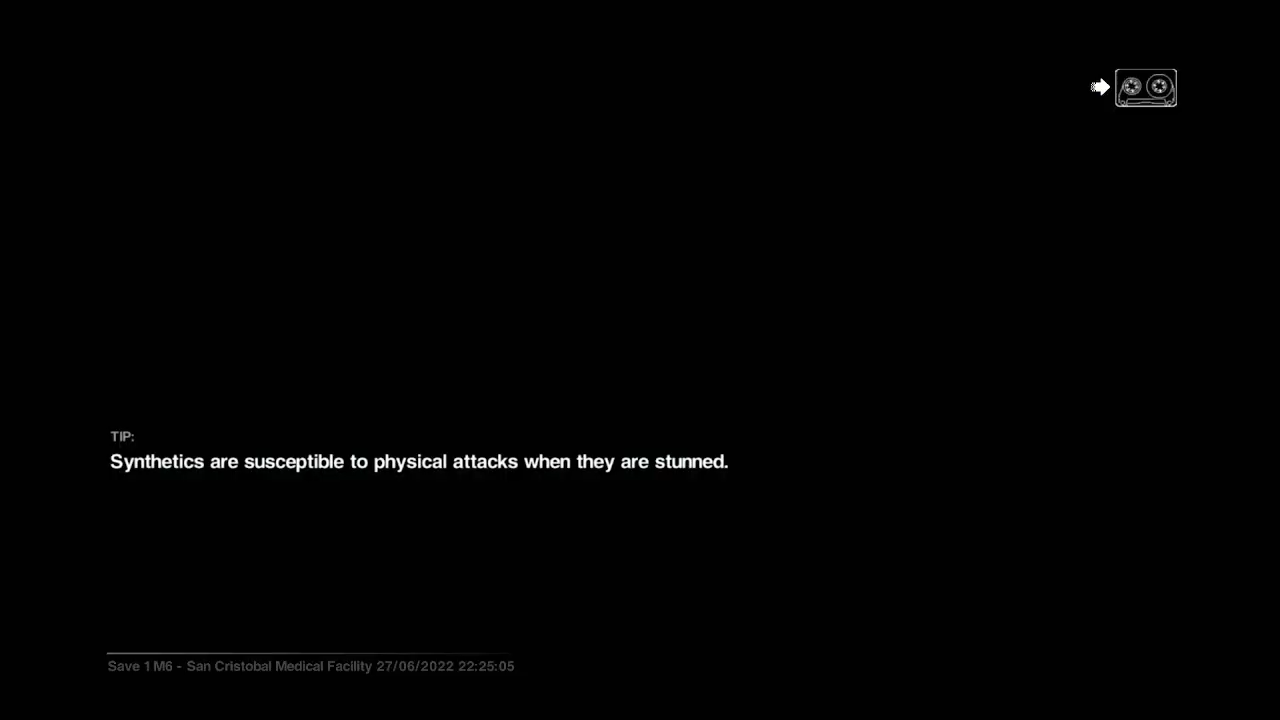 TIP:
Synthetics are susceptible to physical attacks when they are stunned.
Save 1 M6 - San Cristobal Medical Facility 27/06/2022 22:25:05